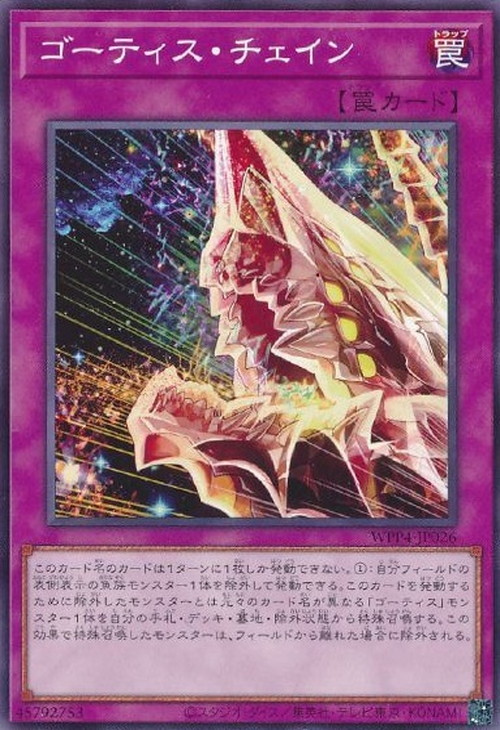 ゴーティス・チェイン
トラップ
罠
【罠カード】
WPP4-JP026
このカード名のカードは1ターンに1枚しか発動できない。①：自分フィールドの
表側表示の魚族モンスター1体を除外して発動できる。このカードを発動する
ために除外したモンスターとは元々のカード名が異なる「ゴーティス」モン
スター1体を自分の手札・デッキ・墓地・除外状態から特殊召喚する。この
効果で特殊召喚したモンスターは、フィールドから離れた場合に除外される。
45792753
©スタジオ・ダイス／集英社・テレビ東京・KONAMI